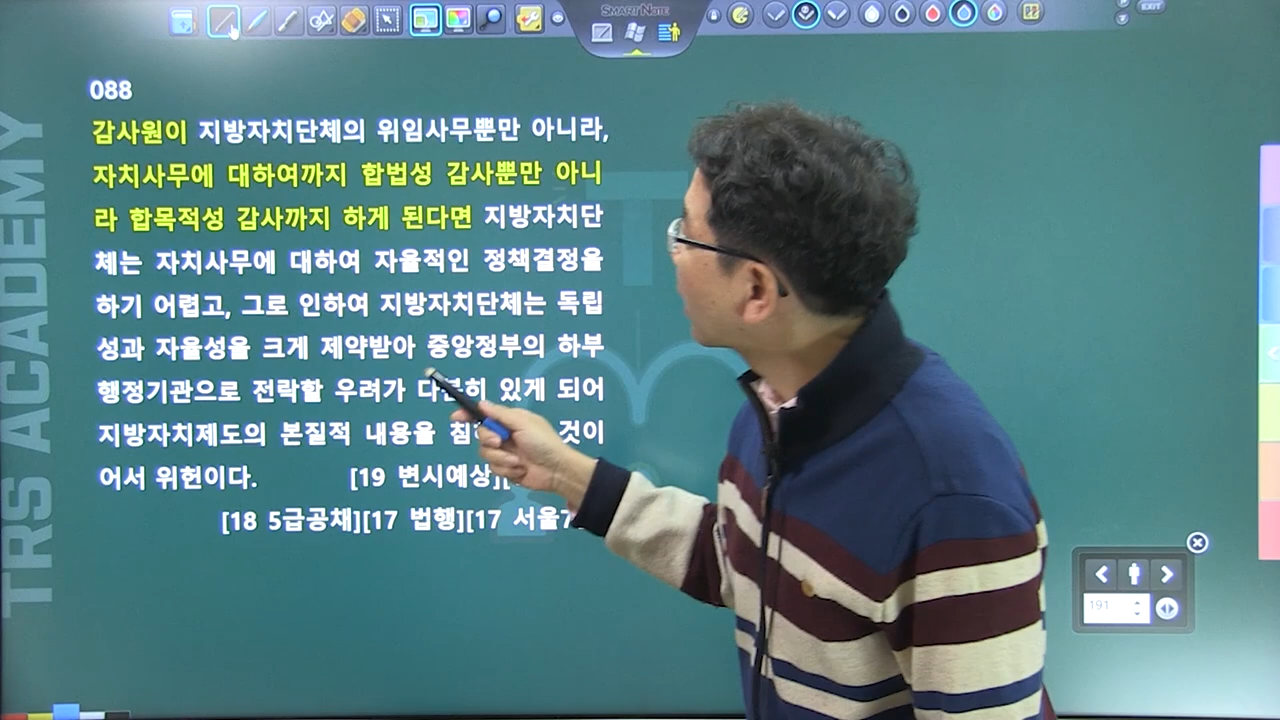 SMART NOTE
EXIT
088
감사원이 지방자치단체의 위임사무뿐만 아니라,
자치사무에 대하여까지 합법성 감사뿐만 아니
라 합목적성 감사까지 하게 된다면 지방자치단
체는 자치사무에 대하여 자율적인 정책결정을
하기 어렵고, 그로 인하여 지방자치단체는 독립
성과 자율성을 크게 제약받아 중앙정부의 하부
행정기관으로 전락할 우려가 다분히 있게 되어
지방자치제도의 본질적 내용을 것이
어서 위헌이다. [19 변시예상]
[18 5급공채][17 법행][17 서울7
TRS ACADEMY
191